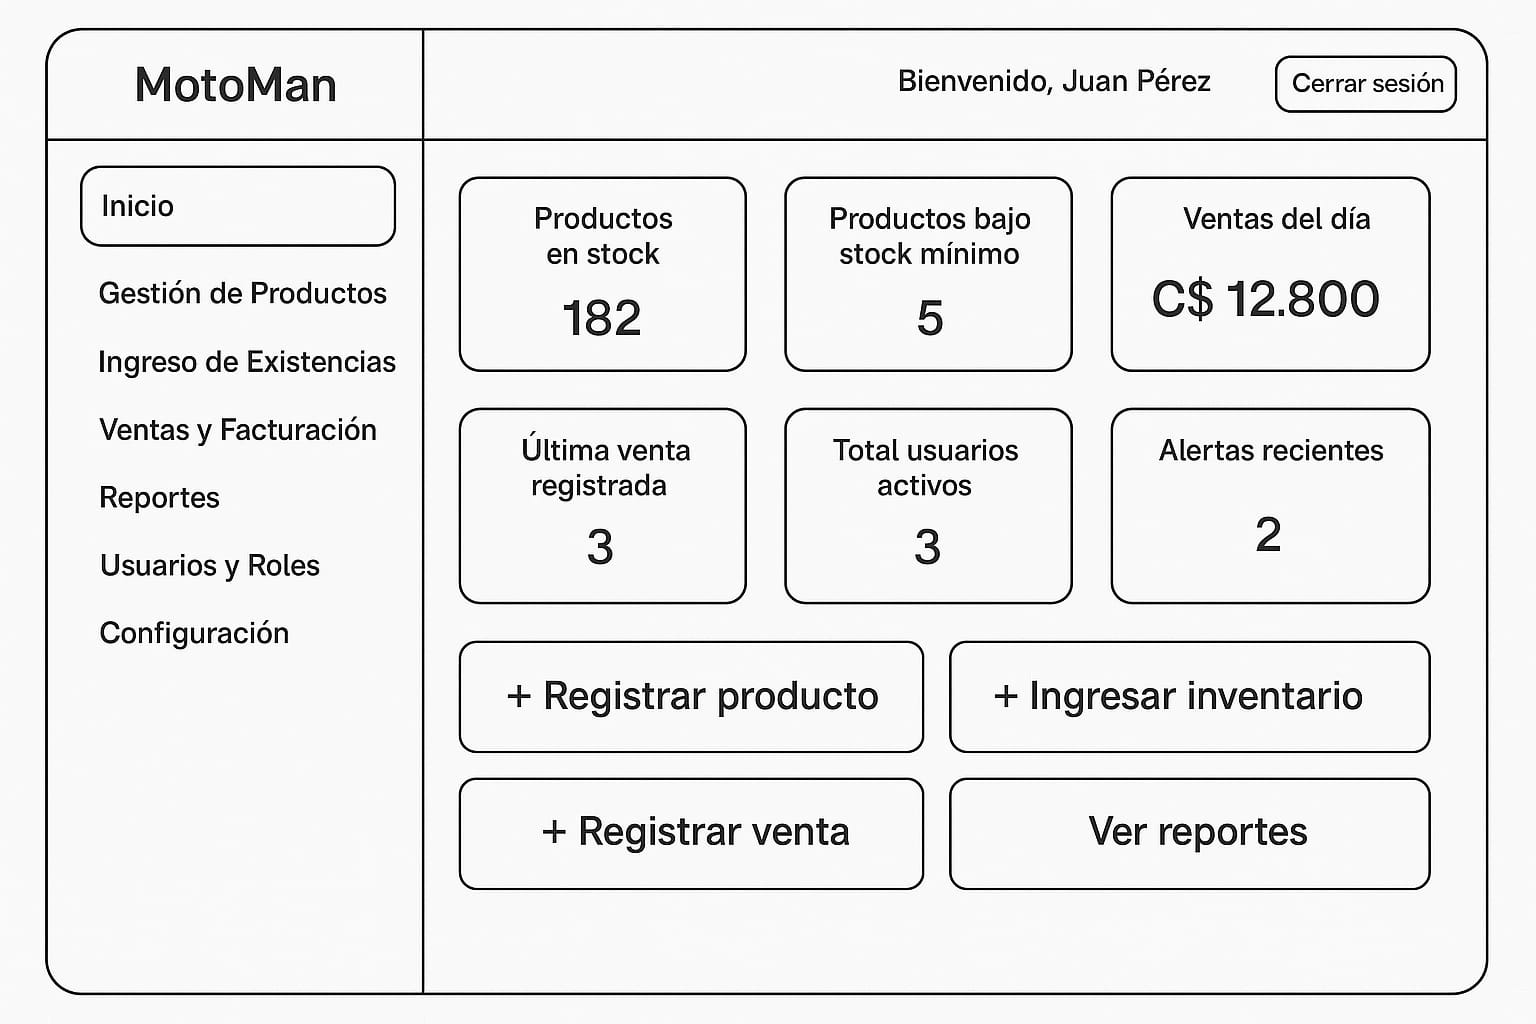 MotoMan
Bienvenido, Juan Pérez
Cerrar sesión
Inicio
Gestión de Productos
Ingreso de Existencias
Ventas y Facturación
Reportes
Usuarios y Roles
Configuración
Productos
en stock
182
Productos bajo
stock mínimo
5
Ventas del día
C$ 12.800
Última venta
registrada
3
Total usuarios
activos
3
Alertas recientes
2
+ Registrar producto
+ Ingresar inventario
+ Registrar venta
Ver reportes